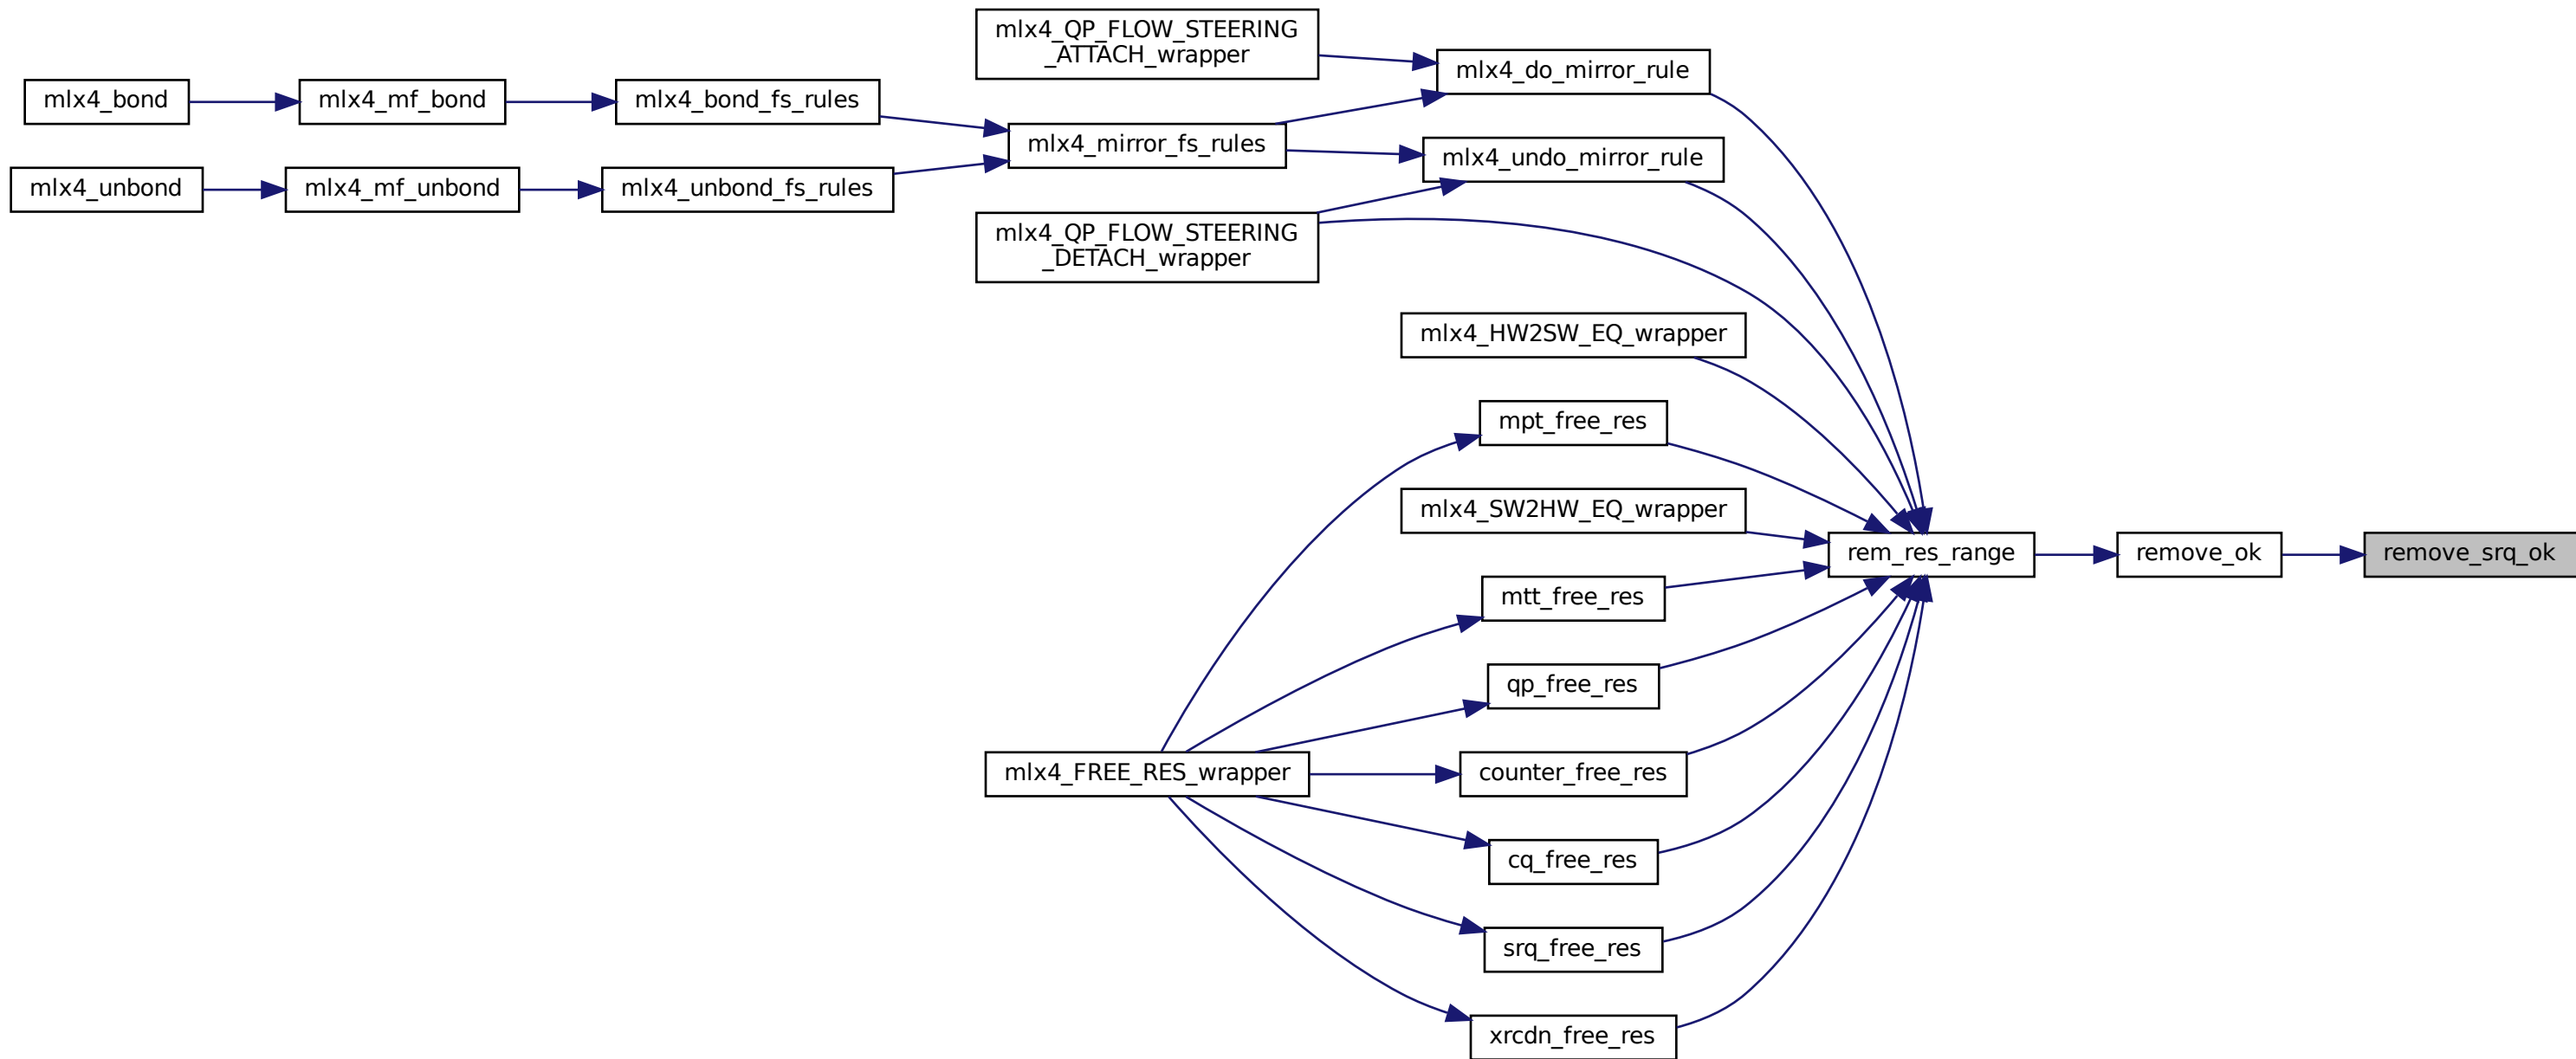 mlx4_QP_FLOW_STEERING
_ATTACH_wrapper
mlx4_do_mirror_rule
mlx4_bond
mlx4_mf_bond
mlx4_bond_fs_rules
mlx4_mirror_fs_rules
mlx4_undo_mirror_rule
mlx4_unbond
mlx4_mf_unbond
mlx4_unbond_fs_rules
mlx4_QP_FLOW_STEERING
_DETACH_wrapper
mlx4_HW2SW_EQ_wrapper
mpt_free_res
mlx4_SW2HW_EQ_wrapper
rem_res_range
remove_ok
remove_srq_ok
mtt_free_res
qp_free_res
mlx4_FREE_RES_wrapper
counter_free_res
cq_free_res
srq_free_res
xrcdn_free_res